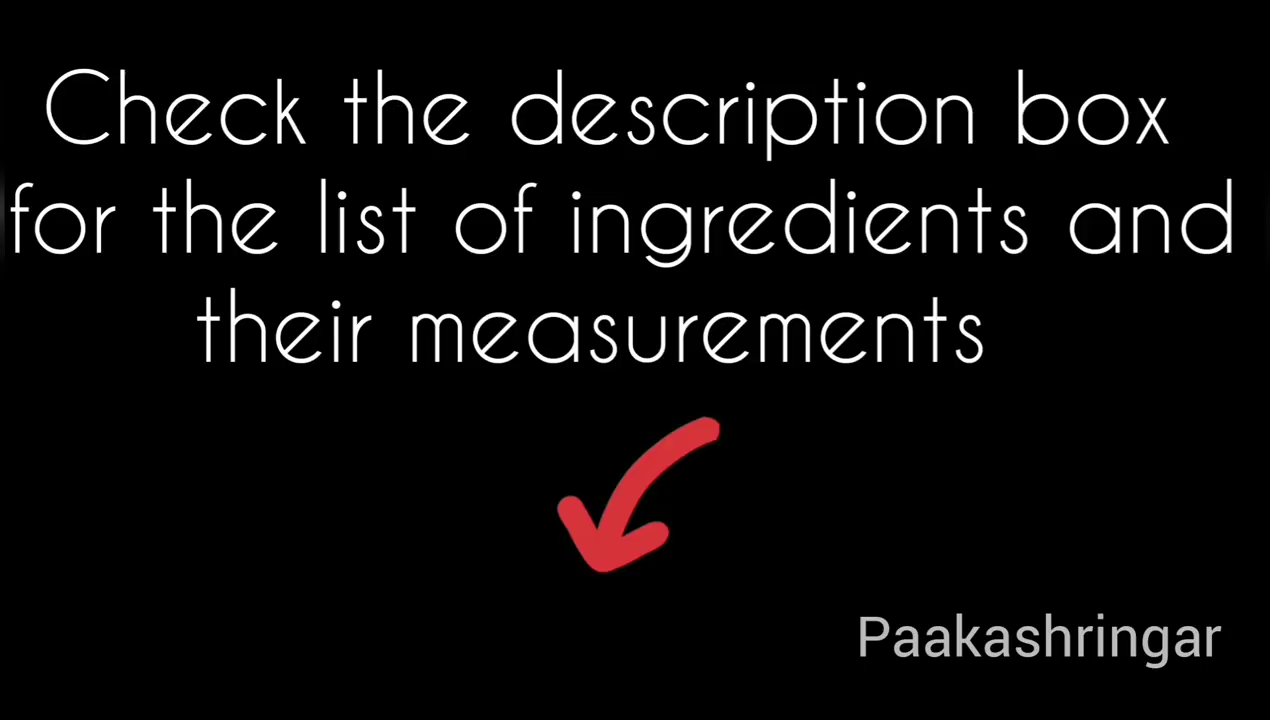 Check the description box
for the list of ingredients and
their measurements
Paakashringar